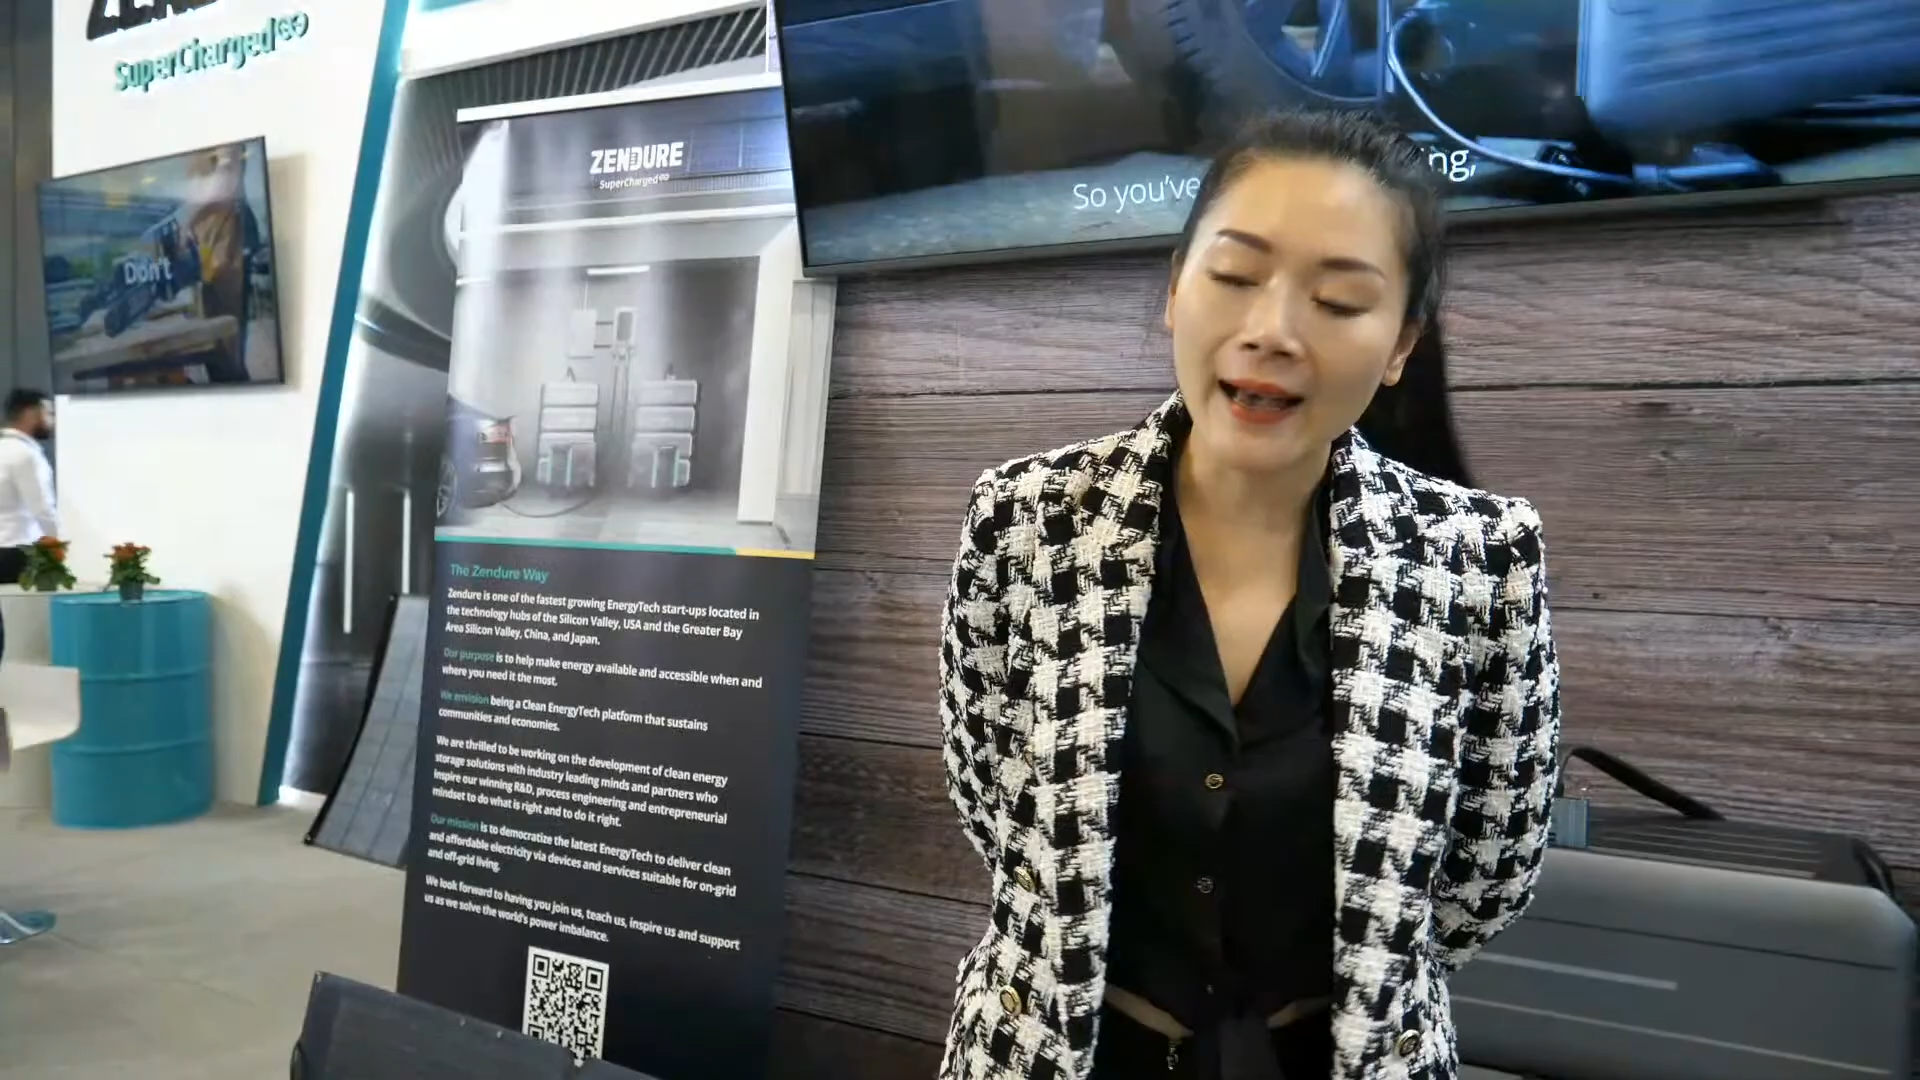 SuperCharged
Don't
ZENDURE
SuperCharged
So you've
ng,
The Zendure Way
Zendure is one of the fastest growing EnergyTech start-ups located in
the technology hubs of the Silicon Valley, USA and the Greater Bay
Area Silicon Valley, China, and Japan.
Our purpose is to help make energy available and accessible when and
where you need it the most.
We envision being a Clean EnergyTech platform that sustains
communities and economies.
We are thrilled to be working on the development of clean energy
storage solutions with industry leading minds and partners who
inspire our winning R&D, process engineering and entrepreneurial
mindset to do what is right and to do it right.
Our mission is to democratize the latest EnergyTech to deliver clean
and affordable electricity via devices and services suitable for on-grid
and off-grid living.
We look forward to having you join us, teach us, inspire us and support
us as we solve the world's power imbalance.